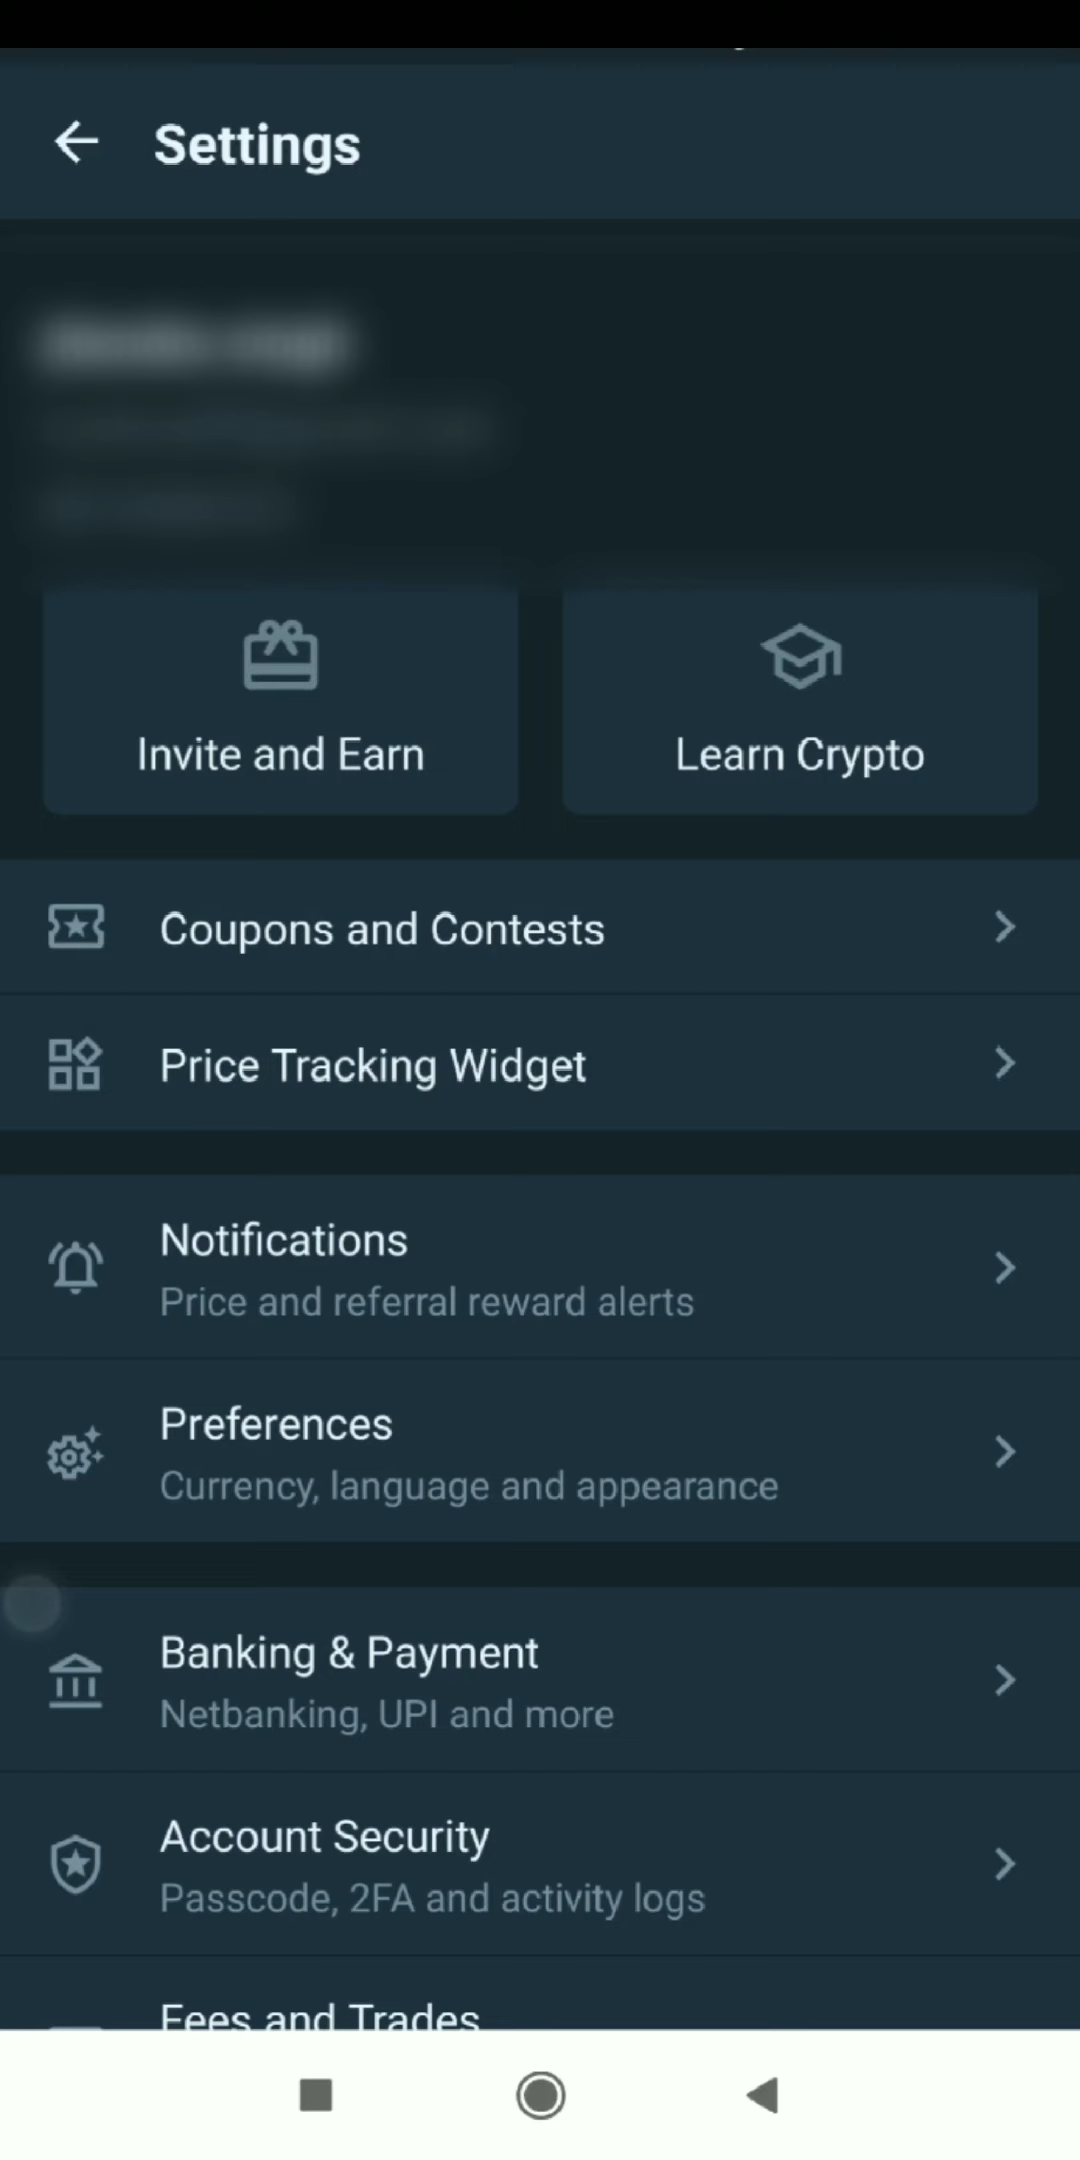 Settings
Invite and Earn
Learn Crypto
Coupons and Contests
Price Tracking Widget
Notifications
Price and referral reward alerts
Preferences
Currency, language and appearance
Banking & Payment
Netbanking, UPI and more
Account Security
Passcode, 2FA and activity logs
Fees and Trades